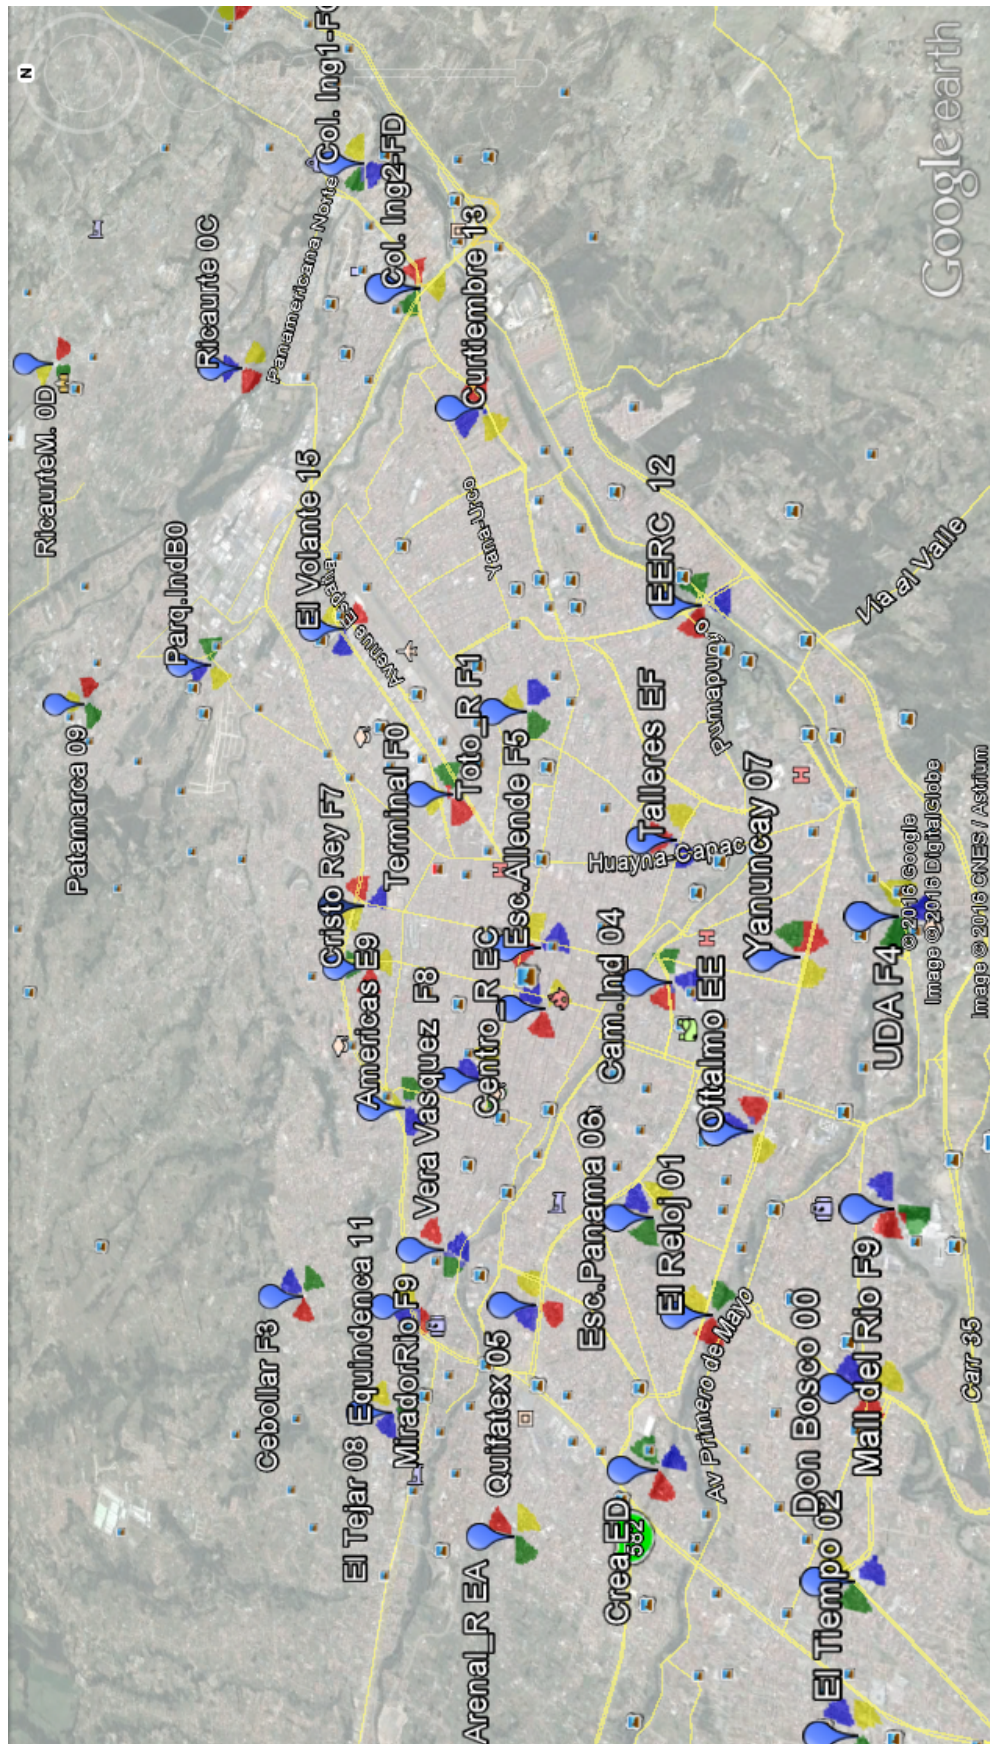 N
Col. Ing1-F
Col. Ing2-FD
Panamericana Norte
Ricaurte 0C
RicaurteM. 0D
Curtiembre 13
Yana-Urco
El Volante 15
Avenue España
Parq.IndB0
Patamarca 09
EERC 12
Pumapungo
Via al Valle
Toto_R F1
Terminal F0
Esc.Allende F5
Talleres EF
Huayna-Capac
Cristo Rey F7
Yanuncay 07
Americas E9
Vera Vasquez F8
Centro_R EC
Cam.Ind 04
Oftalmo EE
UDA F4
Cebollar F3
Equindenca 11
El Tejar 08
MiradorRio F9
Quifatex 05
Esc.Panama 06
El Reloj 01
Av Primero de Mayo
Mall del Rio F9
Don Bosco 00
El Tiempo 02
Crea ED
582
Arenal_R EA
Carr 35
H
H
H
© 2016 Google
Image © 2016 DigitalGlobe
Image © 2016 CNES / Astrium
Google earth